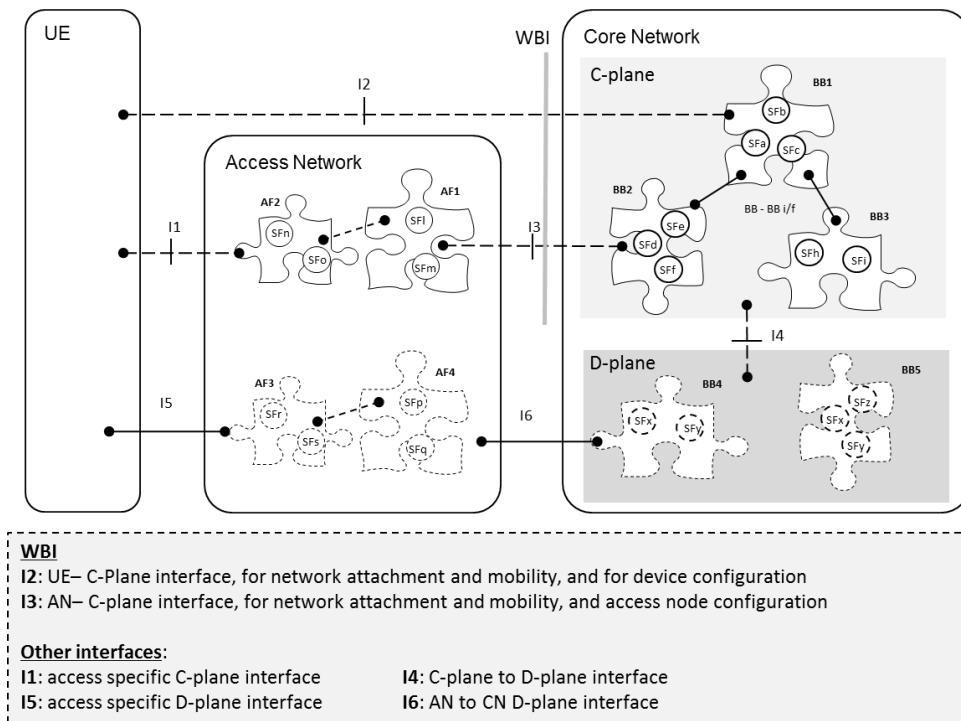 UE
WBI
Core Network
C-plane
I2
BB1
SFb
SFa
SFc
Access Network
AF2
AF1
SFn
SFl
SFo
SFm
I1
I3
BB2
SFe
SFd
SFf
BB - BB i/f
BB3
SFh
SFi
I4
D-plane
I5
AF3
AF4
SFr
SFp
SFs
SFq
I6
BB4
BB5
SFx
SFy
SFz
SFx
SFy
WBI
I2: UE– C-Plane interface, for network attachment and mobility, and for device configuration
I3: AN– C-plane interface, for network attachment and mobility, and access node configuration
Other interfaces:
I1: access specific C-plane interface
I4: C-plane to D-plane interface
I5: access specific D-plane interface
I6: AN to CN D-plane interface